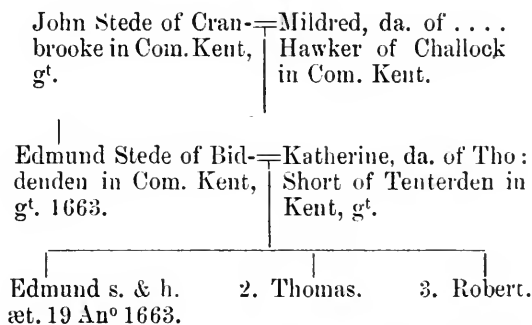 John Stede of Cran-
brooke in Com. Kent,
gᵗ.
Mildred, da. of . . . .
Hawker of Challock
in Com. Kent.
Edmund Stede of Bid-
denden in Com. Kent,
gᵗ. 1663.
Katherine, da. of Tho :
Short of Tenterden in
Kent, gᵗ.
Edmund s. & h.
æt. 19 Anº 1663.
2. Thomas.
3. Robert.